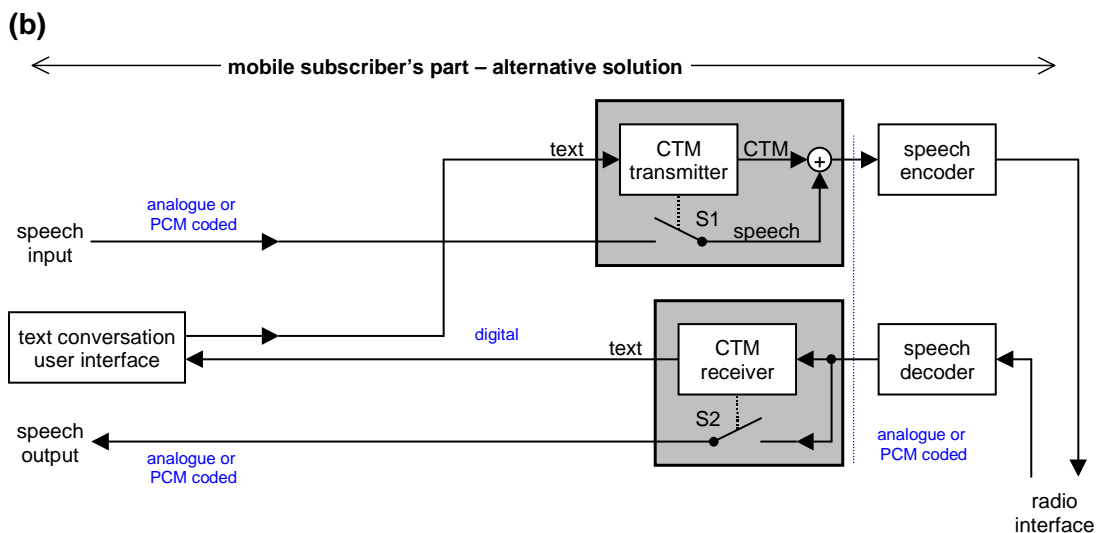 (b)
mobile subscriber's part – alternative solution
text
CTM
transmitter
CTM
+
speech
encoder
analogue or
PCM coded
speech
input
S1
speech
text conversation
user interface
digital
text
CTM
receiver
speech
decoder
S2
speech
output
analogue or
PCM coded
analogue or
PCM coded
radio
interface